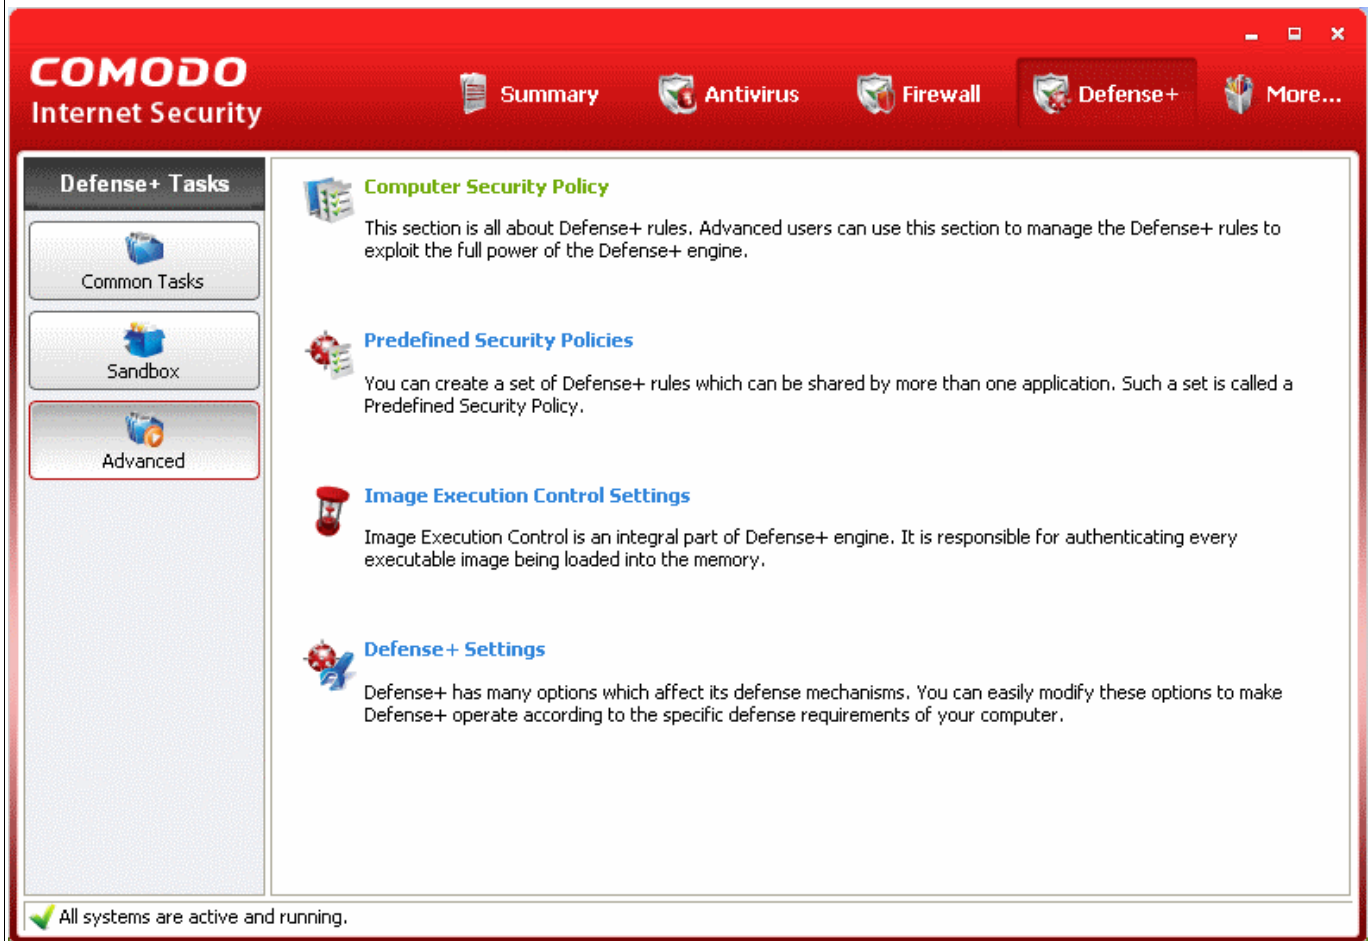 COMODO
Internet Security
Summary
Antivirus
Firewall
Defense+
More...
Defense+ Tasks
Common Tasks
Sandbox
Advanced
Computer Security Policy
This section is all about Defense+ rules. Advanced users can use this section to manage the Defense+ rules to
exploit the full power of the Defense+ engine.
Predefined Security Policies
You can create a set of Defense+ rules which can be shared by more than one application. Such a set is called a
Predefined Security Policy.
Image Execution Control Settings
Image Execution Control is an integral part of Defense+ engine. It is responsible for authenticating every
executable image being loaded into the memory.
Defense+ Settings
Defense+ has many options which affect its defense mechanisms. You can easily modify these options to make
Defense+ operate according to the specific defense requirements of your computer.
All systems are active and running.